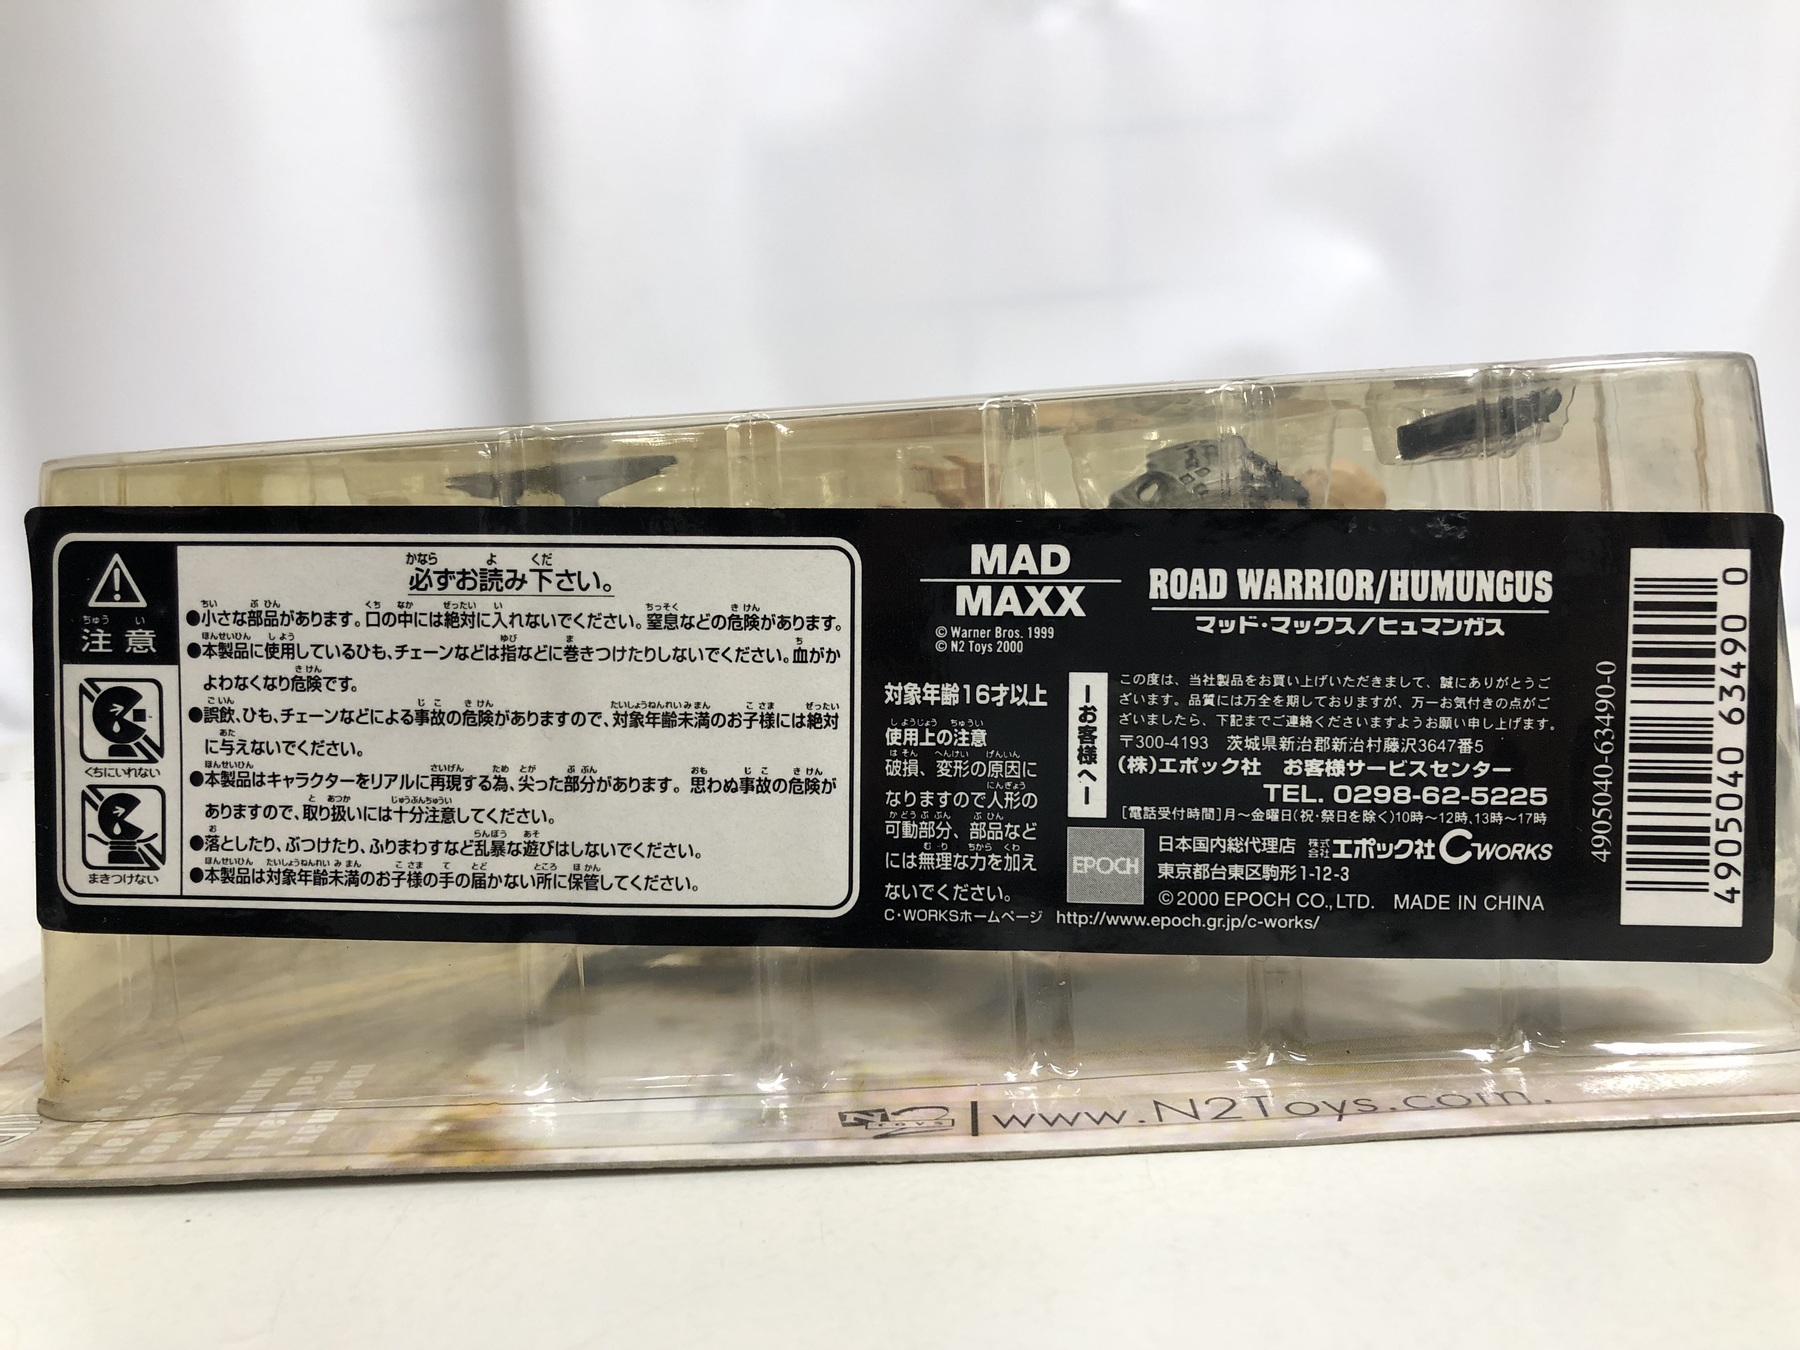 注意
くちにいれない
まきつけない
必ずお読み下さい。
●小さな部品があります。口の中には絶対に入れないでください。窒息などの危険があります。
●本製品に使用しているひも、チェーンなどは指などに巻きつけたりしないでください。血がか
よわなくなり危険です。
●誤飲、ひも、チェーンなどによる事故の危険がありますので、対象年齢未満のお子様には絶対
に与えないでください。
●本製品はキャラクターをリアルに再現する為、尖った部分があります。思わぬ事故の危険が
ありますので、取り扱いには十分注意してください。
●落としたり、ぶつけたり、ふりまわすなど乱暴な遊びはしないでください。
●本製品は対象年齢未満のお子様の手の届かない所に保管してください。
MAD
MAXX
© Warner Bros. 1999
© N2 Toys 2000
ROAD WARRIOR/HUMUNGUS
マッド・マックス/ヒュマンガス
対象年齢16才以上
使用上の注意
破損、変形の原因に
なりますので人形の
可動部分、部品など
には無理な力を加え
ないでください。
ーお客様へー
この度は、当社製品をお買い上げいただきまして、誠にありがとうご
ざいます。品質には万全を期しておりますが、万一お気付きの点がご
ざいましたら、下記までご連絡くださいますようお願い申し上げます。
〒300-4193 茨城県新治郡新治村藤沢3647番5
(株)エポック社 お客様サービスセンター
TEL. 0298-62-5225
[電話受付時間]月〜金曜日(祝・祭日を除く)10時〜12時、13時〜17時
EPOCH
日本国内総代理店 株式会社エポック社 C WORKS
東京都台東区駒形1-12-3
©2000 EPOCH CO., LTD. MADE IN CHINA
C・WORKSホームページ http://www.epoch.gr.jp/c-works/
4905040-63490-0
4905040 63490 0
N2 TOYS | www.N2Toys.com.